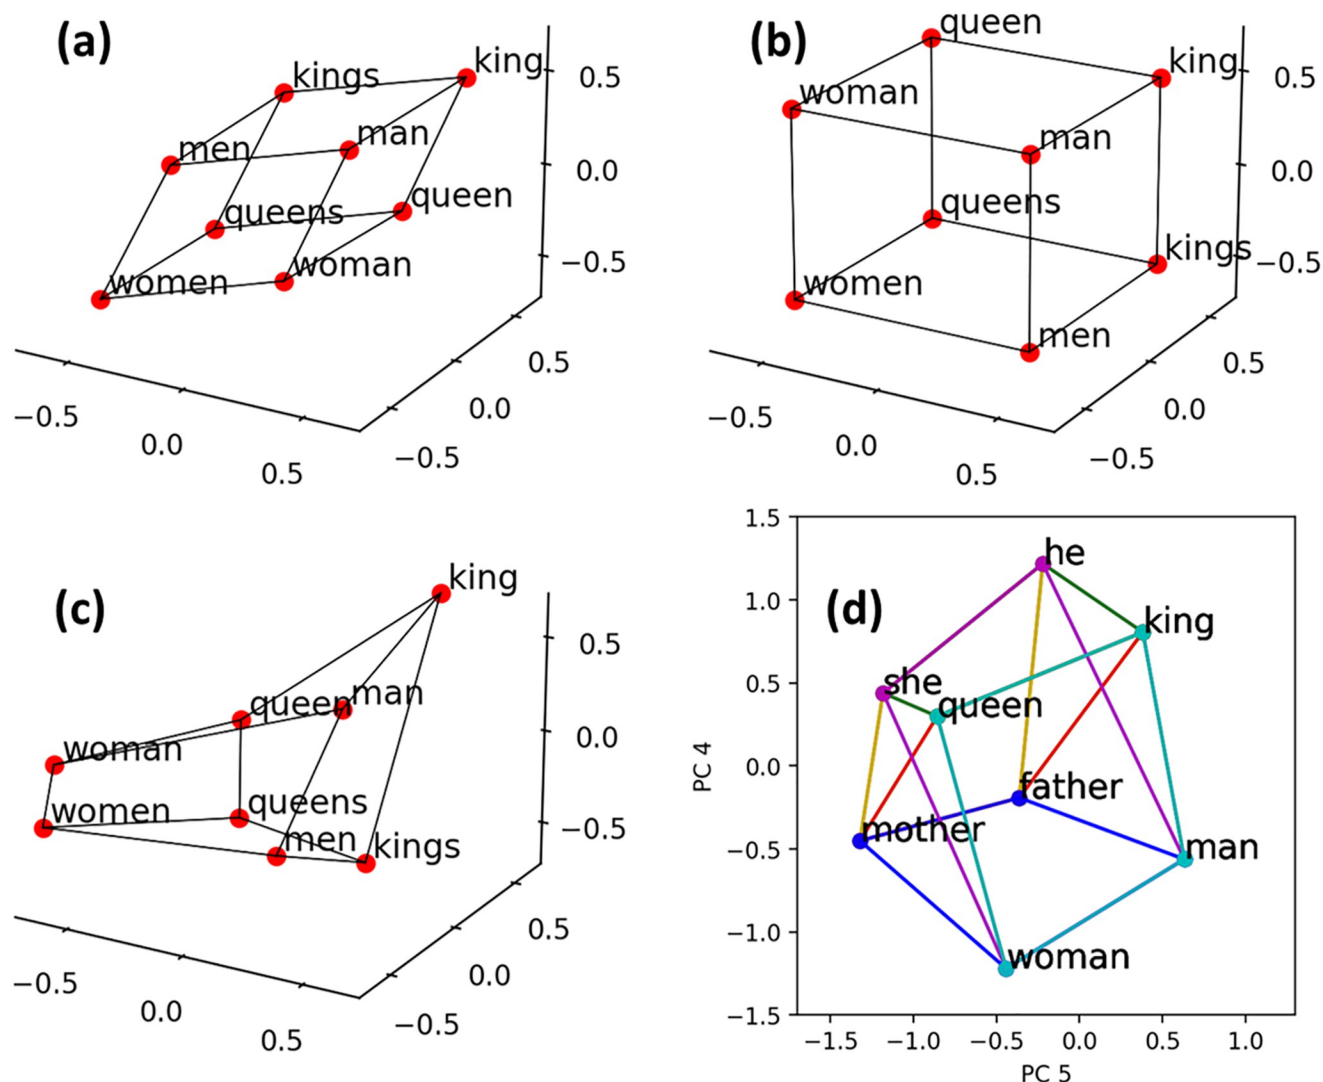 (a)
kings
king
men
man
queens
queen
women
woman
0.5
0.0
−0.5
0.5
0.0
−0.5
−0.5
0.0
0.5
(b)
queen
king
woman
man
queens
kings
women
men
0.5
0.0
−0.5
0.5
0.0
−0.5
−0.5
0.0
0.5
(c)
king
queen
man
woman
women
queens
men
kings
0.5
0.0
−0.5
0.5
0.0
−0.5
−0.5
0.0
0.5
(d)
1.5
1.0
0.5
0.0
−0.5
−1.0
−1.5
PC 4
he
king
she
queen
father
mother
man
woman
−1.5
−1.0
−0.5
0.0
0.5
1.0
PC 5